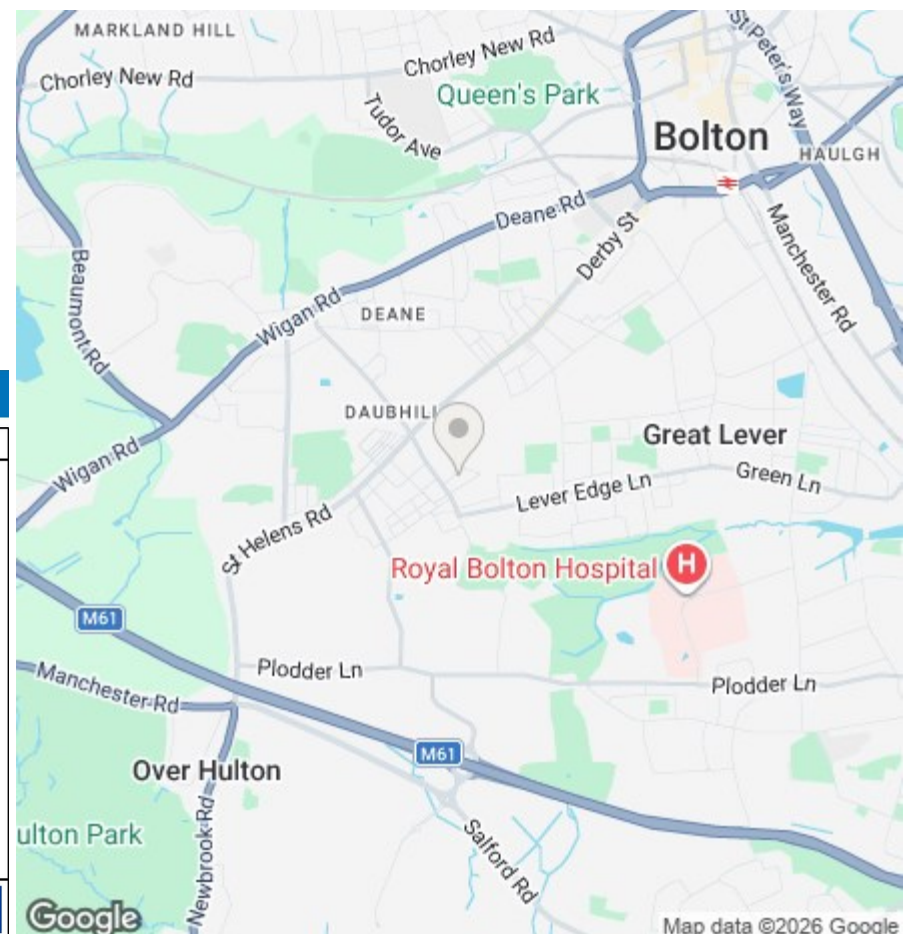 MARKLAND HILL
Chorley New Rd
Chorley New Rd
St Peter's Way
Queen's Park
Tudor Ave
Bolton
HAULGH
Deane Rd
Derby St
Manchester Rd
Beaumont Rd
Wigan Rd
DEANE
DAUBHILL
Great Lever
Wigan Rd
Green Ln
Lever Edge Ln
St Helens Rd
Royal Bolton Hospital
H
M61
Plodder Ln
Plodder Ln
Manchester Rd
M61
Over Hulton
ulton Park
Newbrook Rd
Salford Rd
Google
Map data ©2026 Google